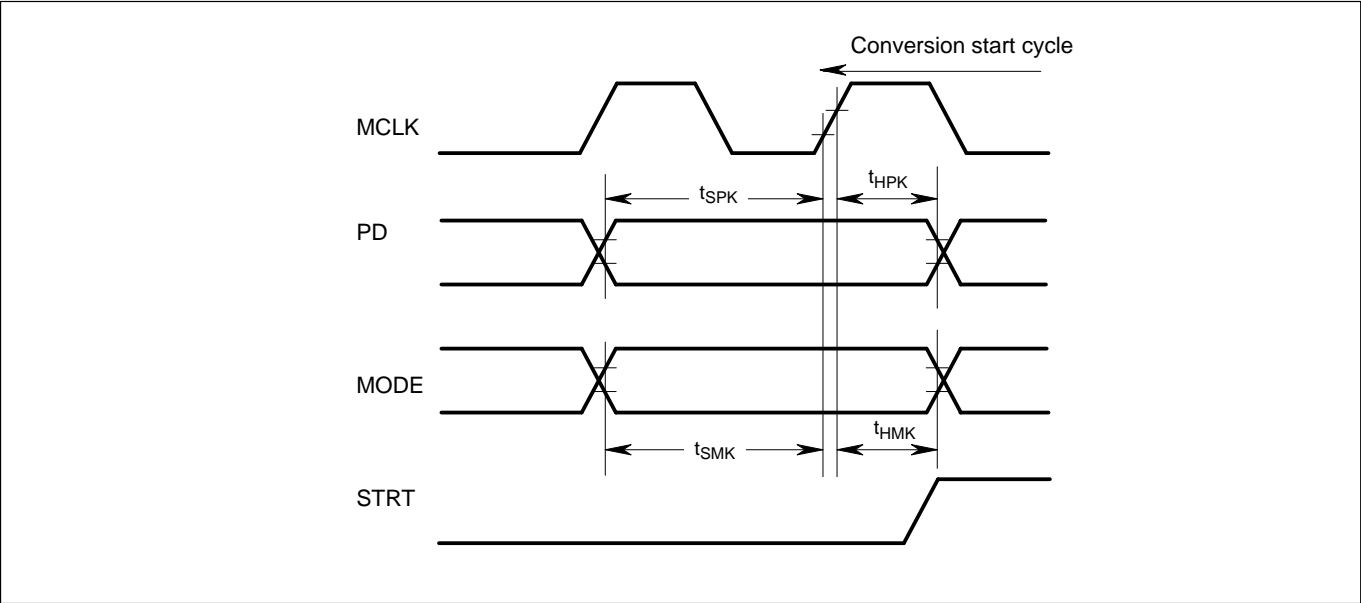 Conversion start cycle
MCLK
tSPK
tHPK
PD
MODE
tSMK
tHMK
STRT